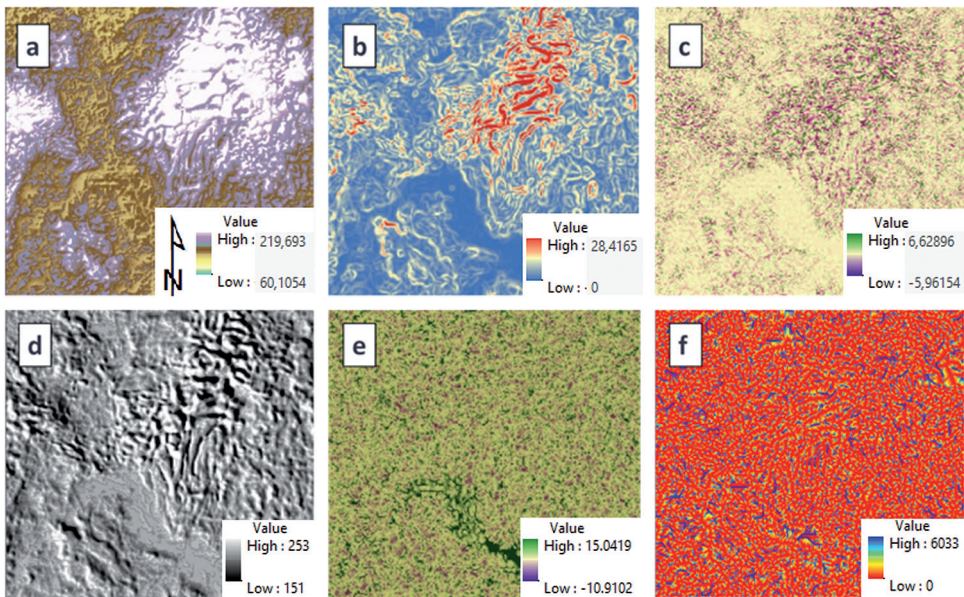 a
Value
High : 219,693
Low : 60,1054
N
b
Value
High : 28,4165
Low : 0
c
Value
High : 6,62896
Low : -5,96154
d
Value
High : 253
Low : 151
e
Value
High : 15.0419
Low : -10.9102
f
Value
High : 6033
Low : 0